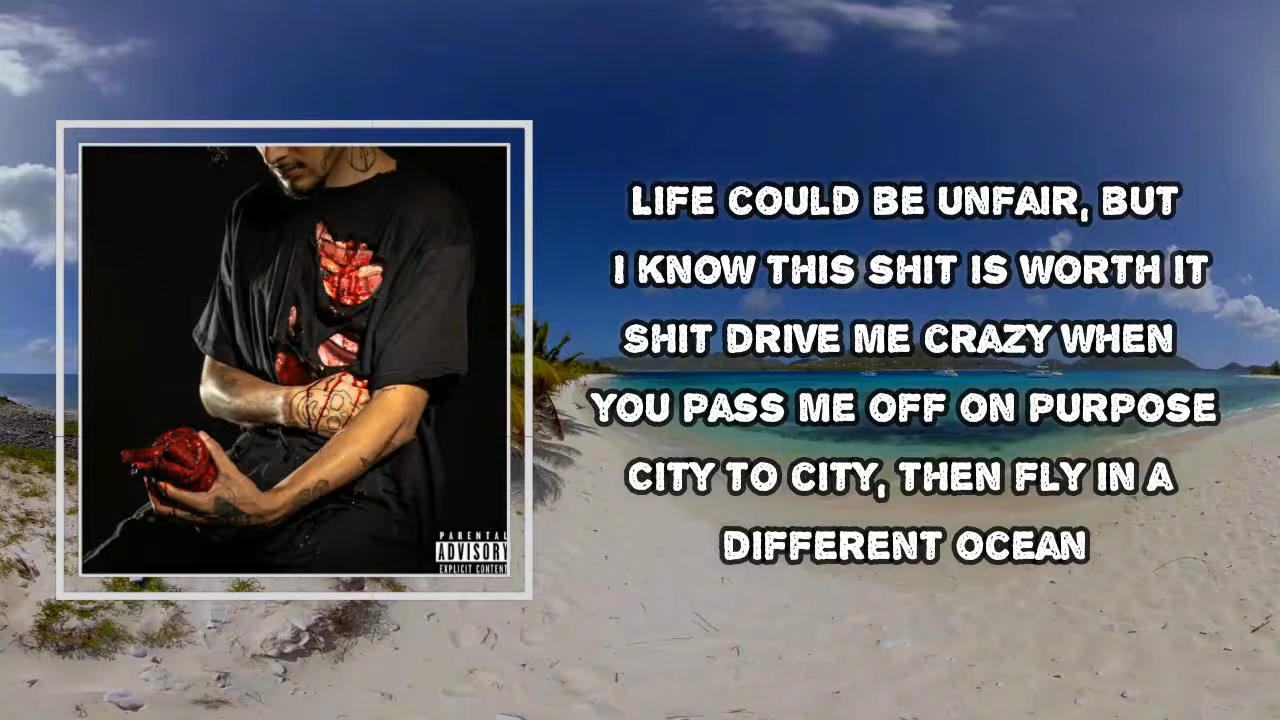 LIFE COULD BE UNFAIR, BUT
I KNOW THIS SHIT IS WORTH IT
SHIT DRIVE ME CRAZY WHEN
YOU PASS ME OFF ON PURPOSE
CITY TO CITY, THEN FLY IN A
DIFFERENT OCEAN
PARENTAL
ADVISORY
EXPLICIT CONTENT